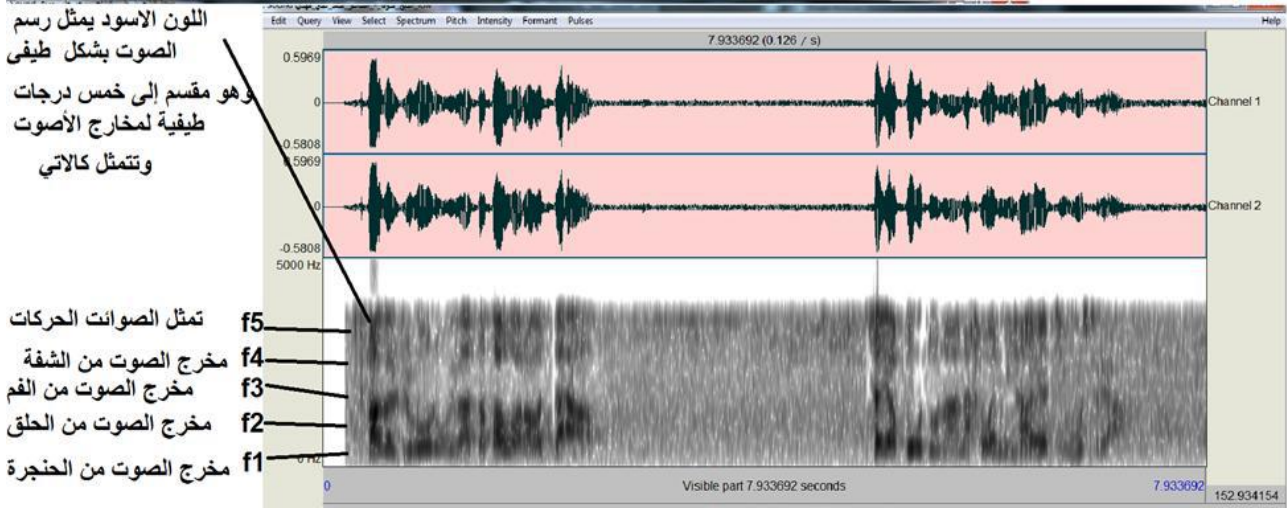 اللون الاسود يمثل رسم
الصوت بشكل طيفى
وهو مقسم إلى خمس درجات
طيفية لمخارج الأصوت
وتتمثل كالاتي
Edit Query View Select Spectrum Pitch Intensity Formant Pulses Help
7.933692 (0.126 / s)
0.5969
0
-0.5808
Channel 1
0.5969
0
-0.5808
Channel 2
5000 Hz
تمثل الصوائت الحركات f5
مخرج الصوت من الشفة f4
مخرج الصوت من الفم f3
مخرج الصوت من الحلق f2
مخرج الصوت من الحنجرة f1
0 Hz
0 Visible part 7.933692 seconds 7.933692
152.934154